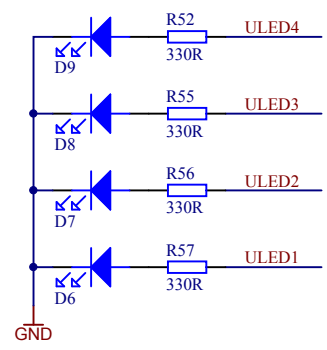 R52 ULED4
D9 330R
R55 ULED3
D8 330R
R56 ULED2
D7 330R
R57 ULED1
D6 330R
GND